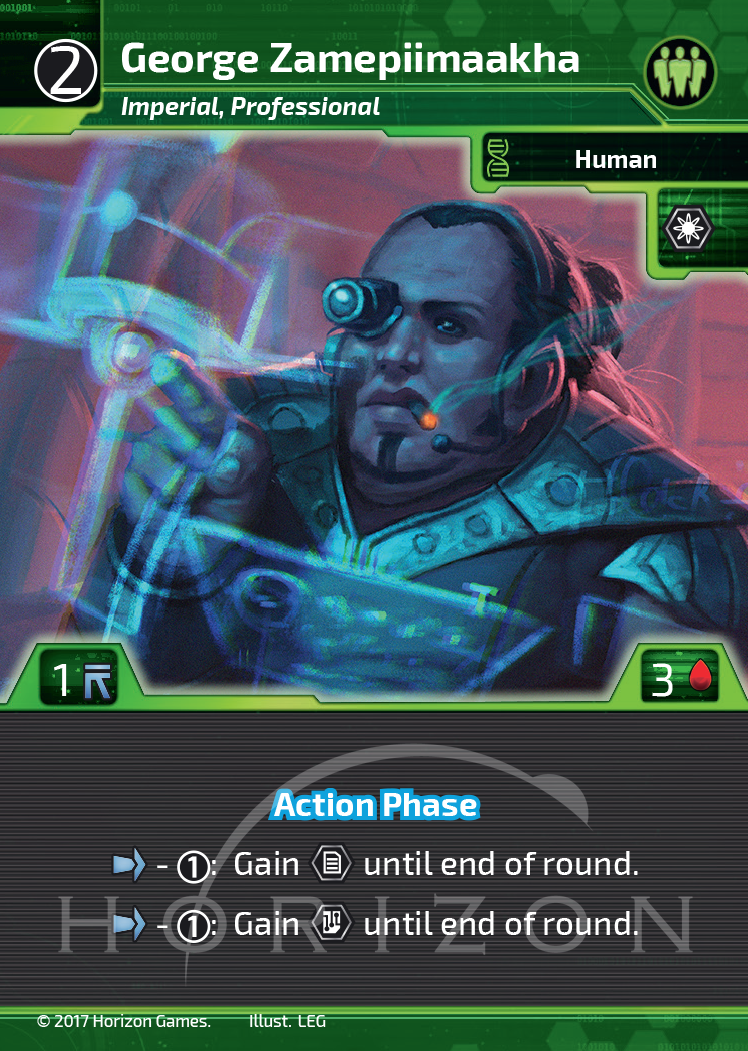 2
George Zamepiimaakha
Imperial, Professional
Human
1
3
Action Phase
- 1: Gain until end of round.
- 1: Gain until end of round.
HORIZON
© 2017 Horizon Games. Illust. LEG